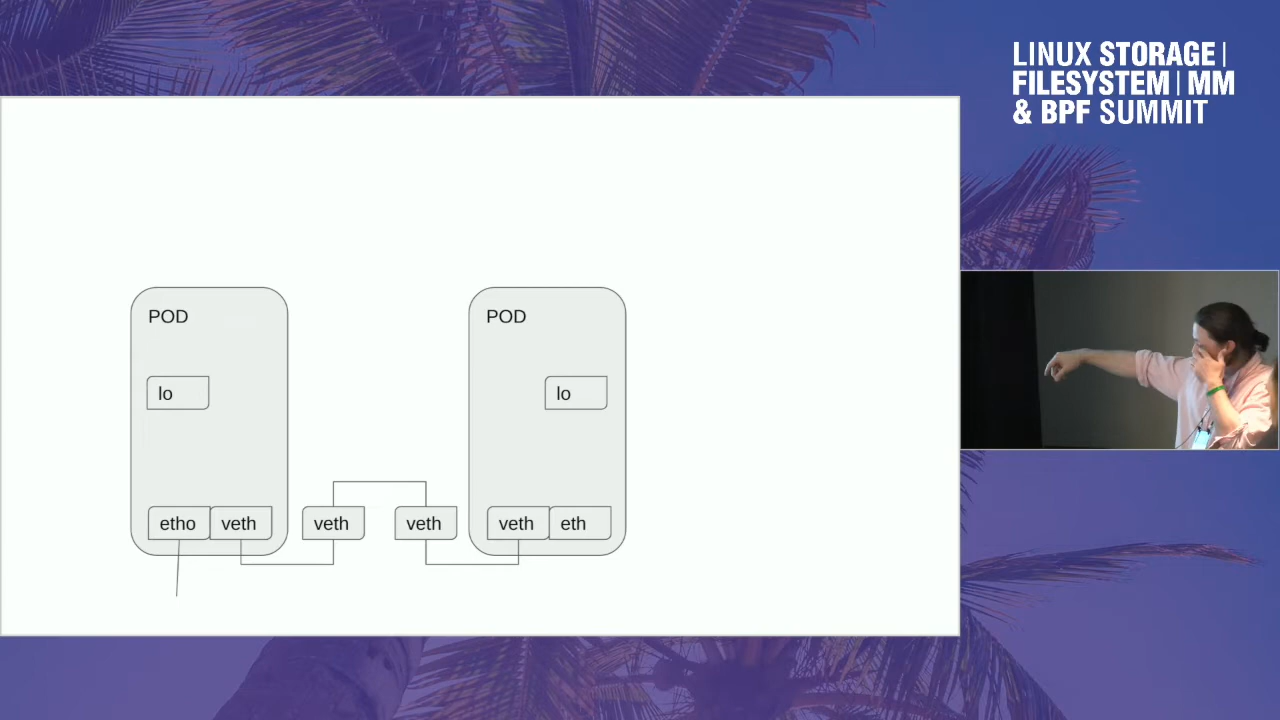 LINUX STORAGE |
FILESYSTEM | MM
& BPF SUMMIT
POD
POD
lo
lo
etho
veth
veth
veth
veth
eth